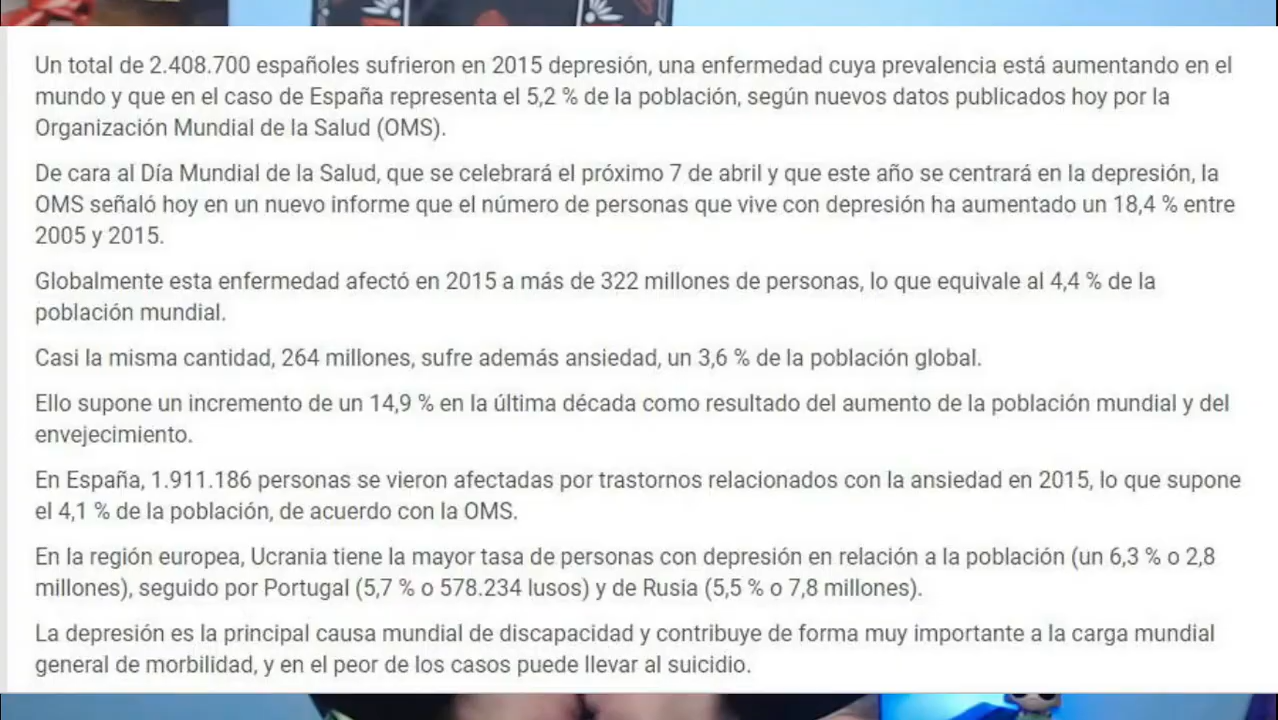 Un total de 2.408.700 españoles sufrieron en 2015 depresión, una enfermedad cuya prevalencia está aumentando en el
mundo y que en el caso de España representa el 5,2 % de la población, según nuevos datos publicados hoy por la
Organización Mundial de la Salud (OMS).
De cara al Día Mundial de la Salud, que se celebrará el próximo 7 de abril y que este año se centrará en la depresión, la
OMS señaló hoy en un nuevo informe que el número de personas que vive con depresión ha aumentado un 18,4 % entre
2005 y 2015.
Globalmente esta enfermedad afectó en 2015 a más de 322 millones de personas, lo que equivale al 4,4 % de la
población mundial.
Casi la misma cantidad, 264 millones, sufre además ansiedad, un 3,6 % de la población global.
Ello supone un incremento de un 14,9 % en la última década como resultado del aumento de la población mundial y del
envejecimiento.
En España, 1.911.186 personas se vieron afectadas por trastornos relacionados con la ansiedad en 2015, lo que supone
el 4,1 % de la población, de acuerdo con la OMS.
En la región europea, Ucrania tiene la mayor tasa de personas con depresión en relación a la población (un 6,3 % o 2,8
millones), seguido por Portugal (5,7 % o 578.234 lusos) y de Rusia (5,5 % o 7,8 millones).
La depresión es la principal causa mundial de discapacidad y contribuye de forma muy importante a la carga mundial
general de morbilidad, y en el peor de los casos puede llevar al suicidio.